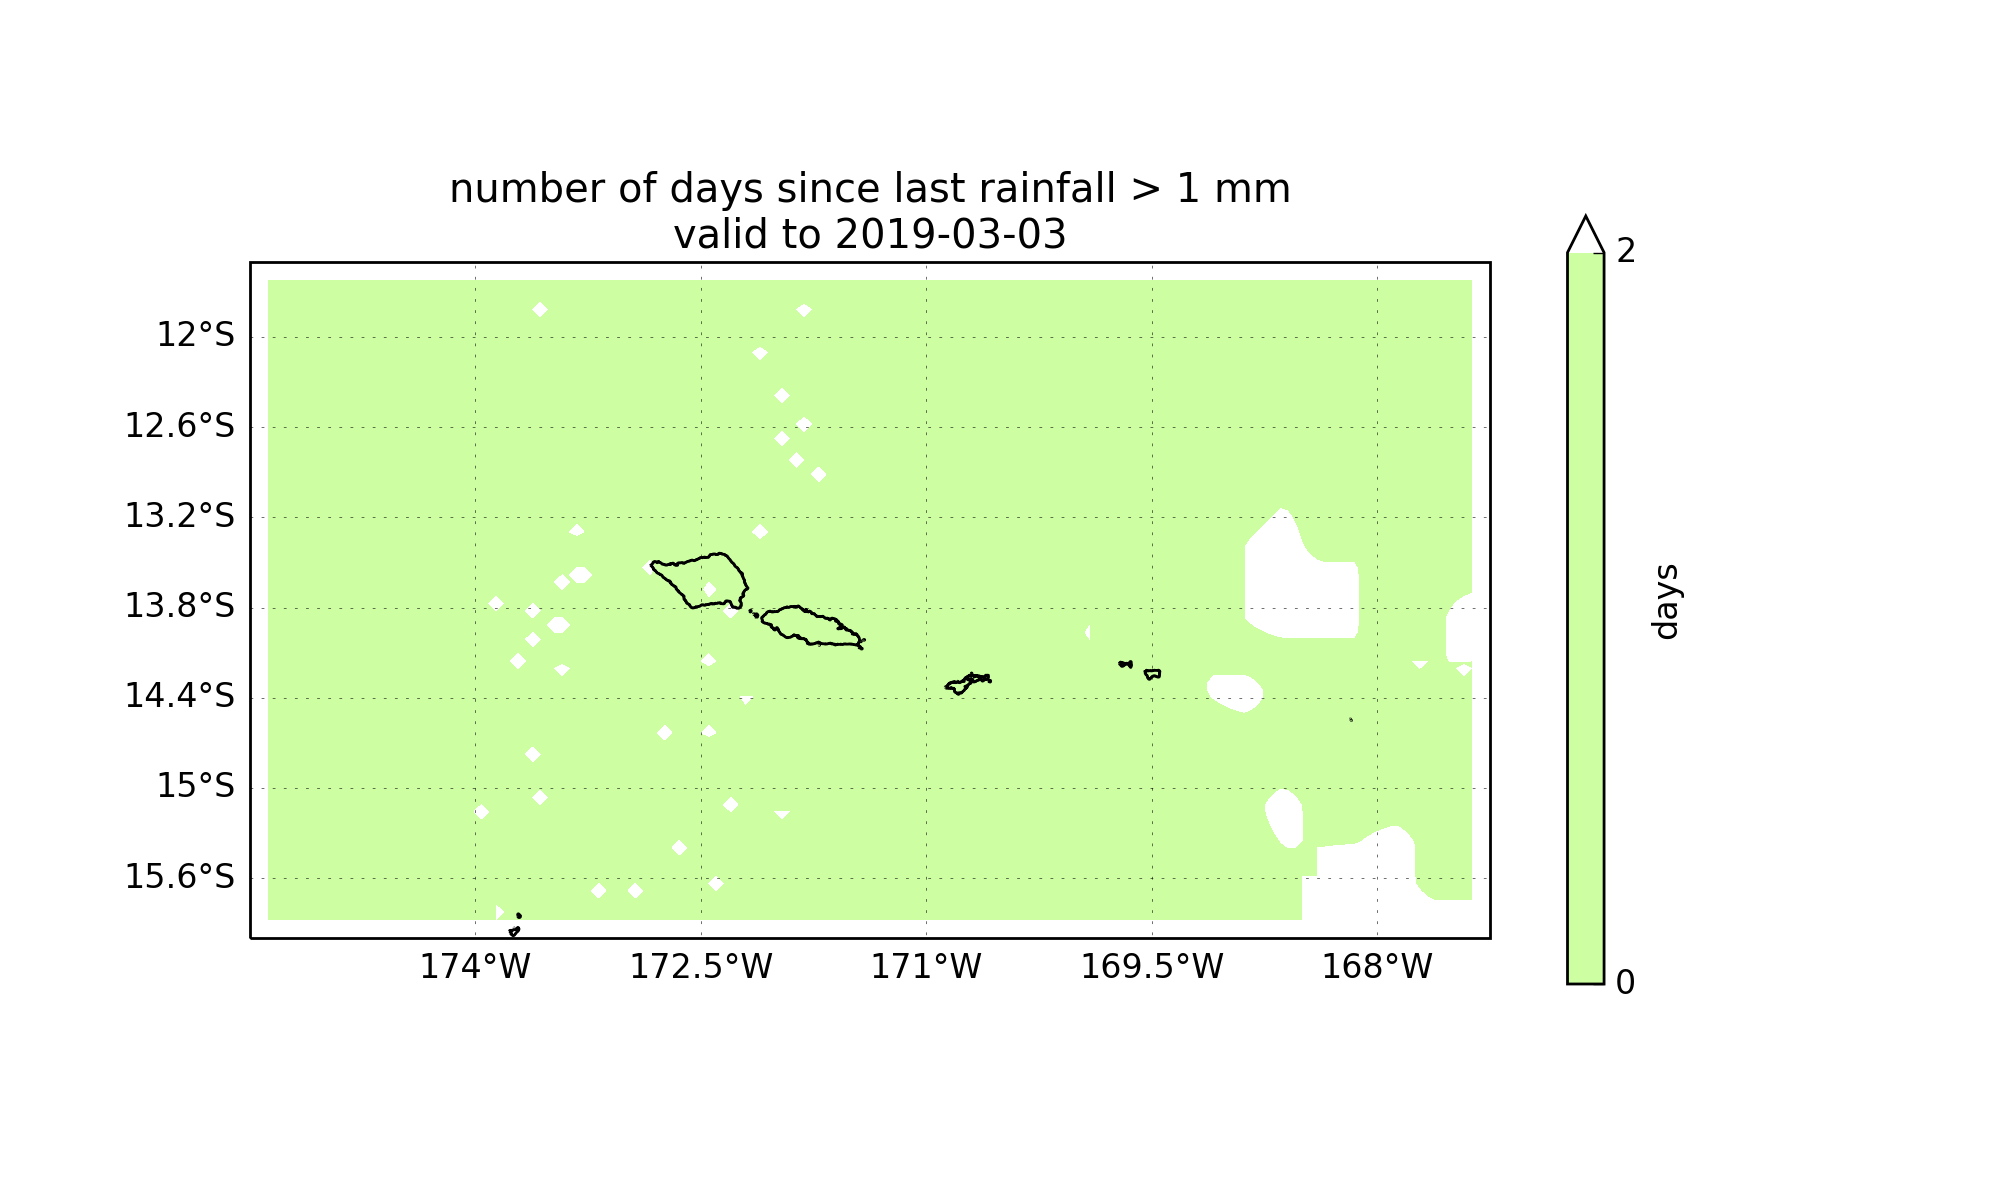 number of days since last rainfall > 1 mm
valid to 2019-03-03
2
12°S
12.6°S
13.2°S
13.8°S
14.4°S
15°S
15.6°S
days
174°W
172.5°W
171°W
169.5°W
168°W
0